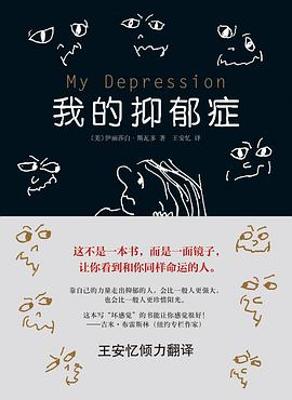 My Depression
我的抑郁症
（美）伊丽莎白·斯瓦多 著 王安忆 译
这不是一本书，而是一面镜子，
让你看到和你同样命运的人。
靠自己的力量走出抑郁的人，会比一般人更强大，
也会比一般人更珍惜阳光。
这本写“坏感觉”的书能让你感觉很好！
——吉米·布雷斯林（纽约专栏作家）
王安忆倾力翻译